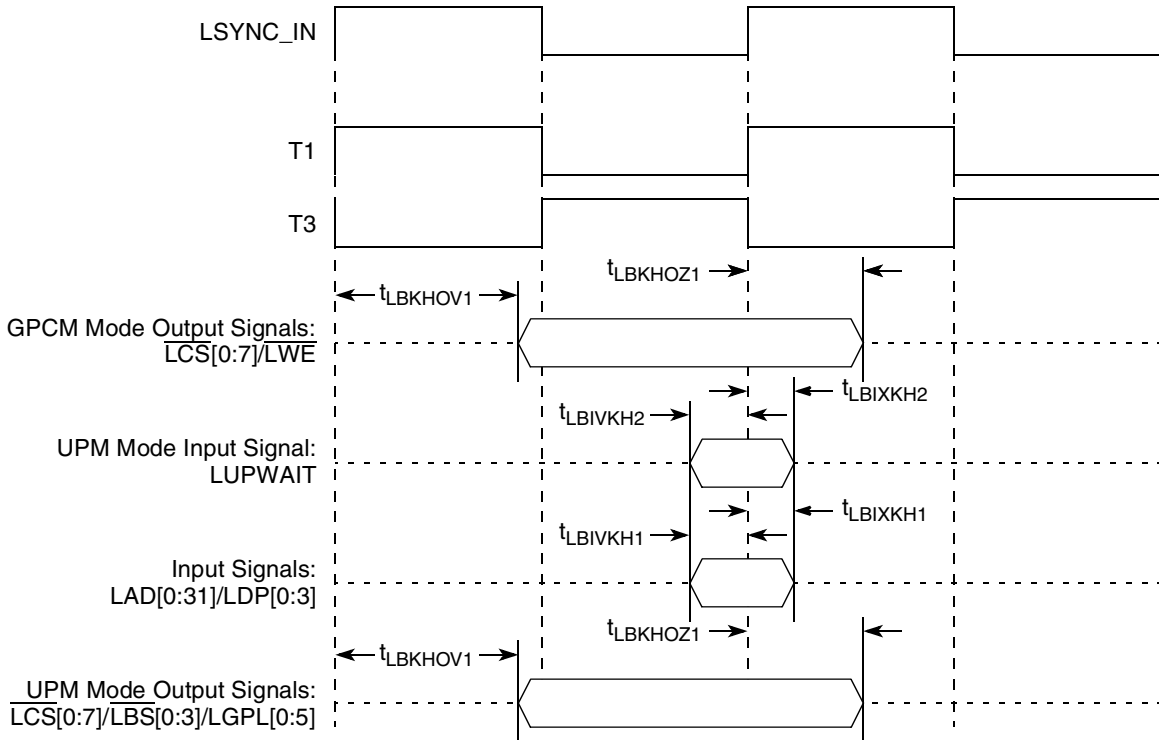 LSYNC_IN
T1
T3
tLBKHOZ1
tLBKHOV1
GPCM Mode Output Signals:
LCS[0:7]/LWE
tLBIXKH2
tLBIVKH2
UPM Mode Input Signal:
LUPWAIT
tLBIXKH1
tLBIVKH1
Input Signals:
LAD[0:31]/LDP[0:3]
tLBKHOZ1
tLBKHOV1
UPM Mode Output Signals:
LCS[0:7]/LBS[0:3]/LGPL[0:5]